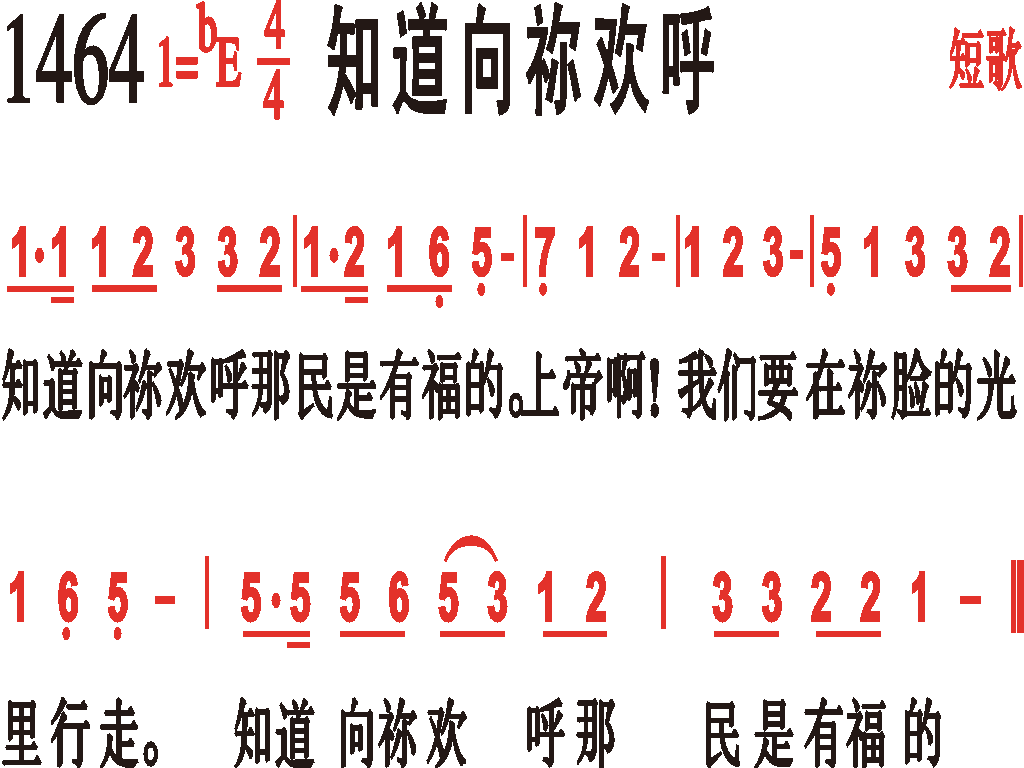 1464 1=bE 4/4 知道向祢欢呼 短歌
1·1 1 2 3 3 2 | 1·2 1 6 5 - | 7 1 2 - | 1 2 3 - | 5 1 3 3 2 |
知道向祢欢呼那民是有福的。上帝啊！我们要在祢脸的光
1 6 5 - | 5·5 5 6 5 3 1 2 | 3 3 2 2 1 - ‖
里行走。 知道 向祢欢 呼那 民是有福的